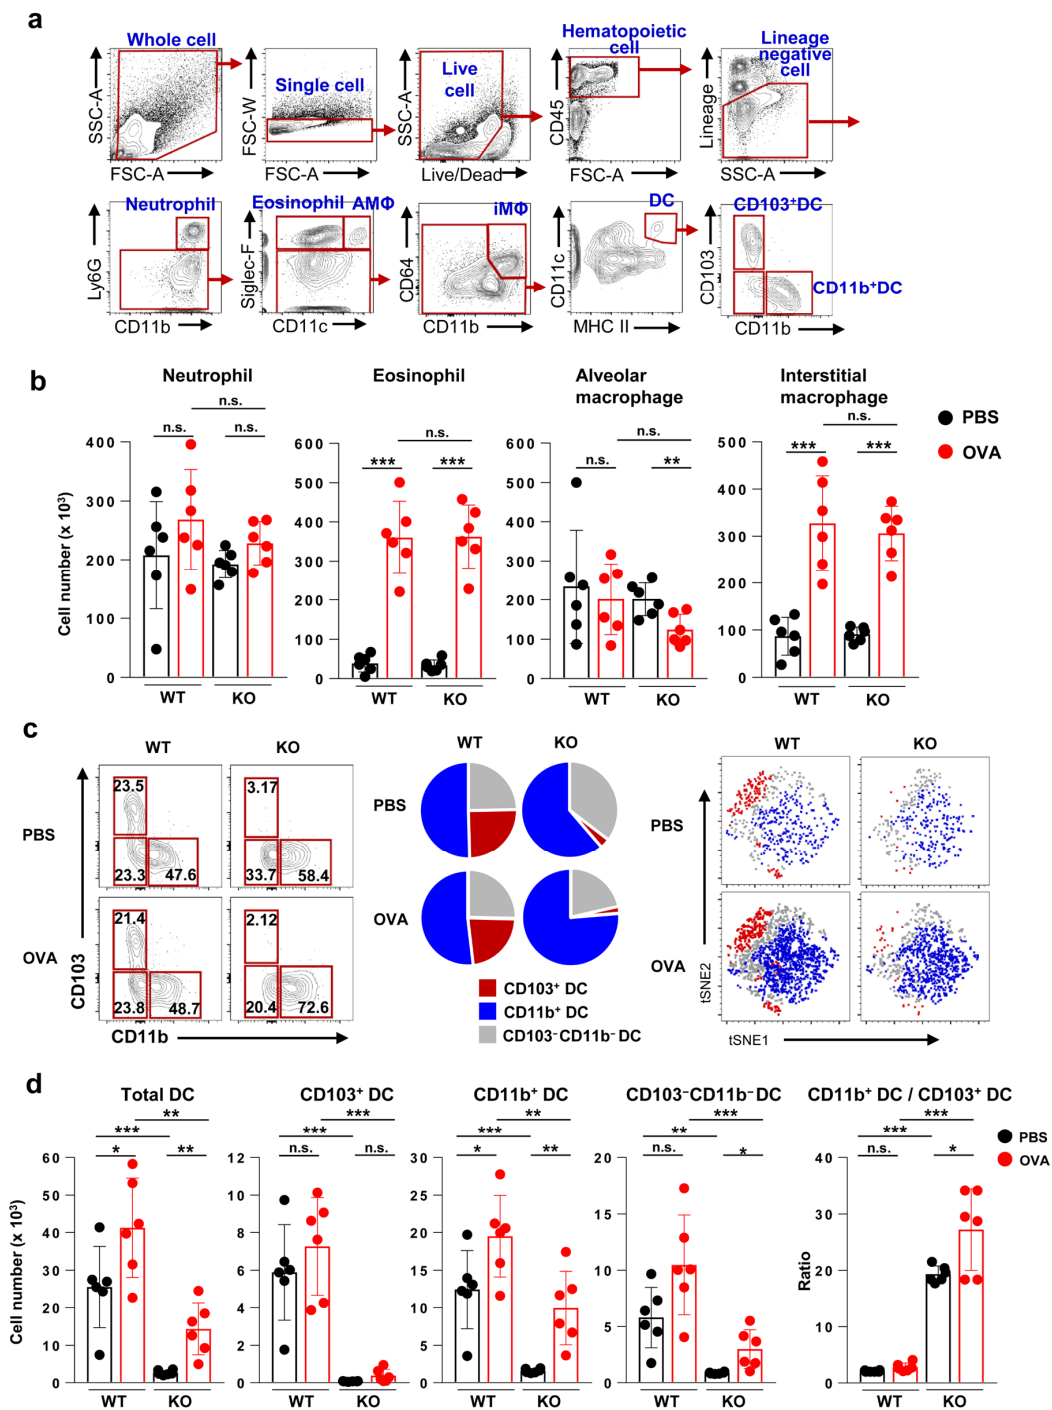 a
Whole cell
SSC-A
FSC-A
Single cell
FSC-W
Live
cell
SSC-A
Live/Dead
Hematopoietic
cell
CD45
FSC-A
Lineage
negative
cell
Lineage
SSC-A
Neutrophil
Ly6G
CD11b
Eosinophil AMΦ
Siglec-F
CD11c
iMΦ
CD64
CD11b
DC
CD11c
MHC II
CD103⁺DC
CD103
CD11b⁺DC
CD11b
b
Neutrophil
Eosinophil
Alveolar
macrophage
Interstitial
macrophage
PBS
OVA
Cell number (x 10³)
n.s.
n.s. n.s.
400
300
200
100
0
WT KO
n.s.
*** ***
600
500
400
300
200
100
0
WT KO
n.s.
n.s. **
600
500
400
300
200
100
0
WT KO
n.s.
*** ***
500
400
300
200
100
0
WT KO
c
WT KO
PBS
23.5 3.17
23.3 47.6 33.7 58.4
OVA
21.4 2.12
23.8 48.7 20.4 72.6
CD103
CD11b
WT KO
PBS
OVA
CD103⁺ DC
CD11b⁺ DC
CD103⁻CD11b⁻ DC
WT KO
PBS
OVA
tSNE2
tSNE1
d
Total DC
CD103⁺ DC
CD11b⁺ DC
CD103⁻CD11b⁻ DC
CD11b⁺ DC / CD103⁺ DC
PBS
OVA
Cell number (x 10³)
**
***
* **
60
50
40
30
20
10
0
WT KO
***
***
n.s. n.s.
12
10
8
6
4
2
0
WT KO
**
***
* **
30
25
20
15
10
5
0
WT KO
***
**
n.s. *
20
15
10
5
0
WT KO
***
***
n.s. *
Ratio
40
30
20
10
0
WT KO